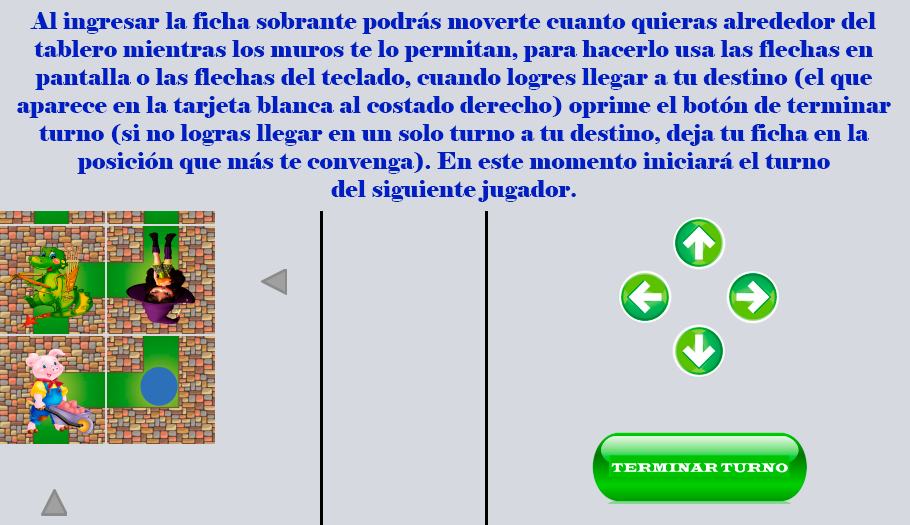 Al ingresar la ficha sobrante podrás moverte cuanto quieras alrededor del
tablero mientras los muros te lo permitan, para hacerlo usa las flechas en
pantalla o las flechas del teclado, cuando logres llegar a tu destino (el que
aparece en la tarjeta blanca al costado derecho) oprime el botón de terminar
turno (si no logras llegar en un solo turno a tu destino, deja tu ficha en la
posición que más te convenga). En este momento iniciará el turno
del siguiente jugador.
TERMINAR TURNO